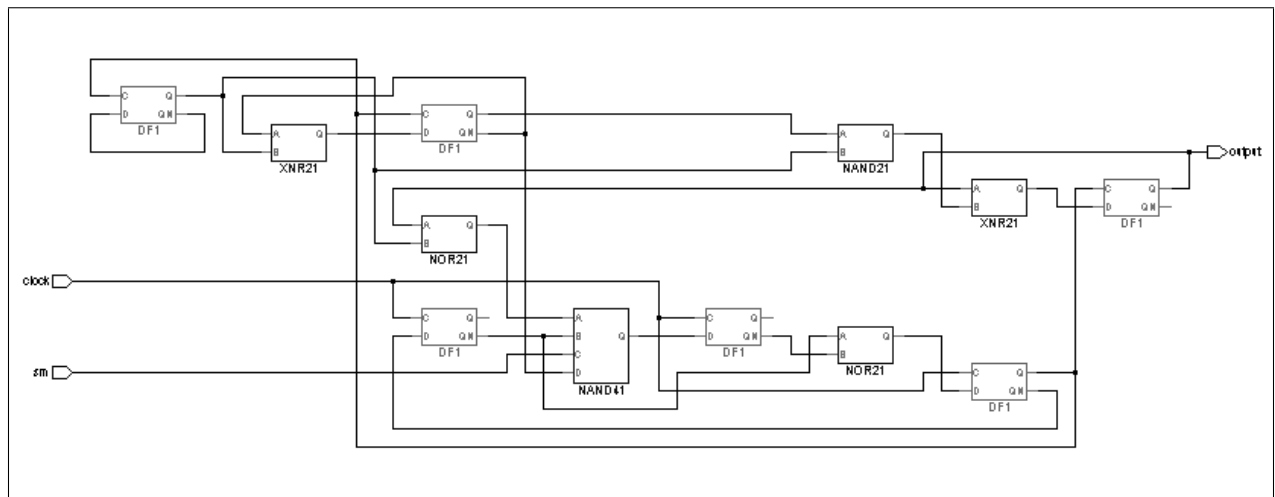 C Q
D QN
DF1
A Q
B
XNR21
C Q
D QN
DF1
A Q
B
NAND21
output
A Q
B
XNR21
C Q
D QN
DF1
A Q
B
NOR21
clock
C Q
D QN
DF1
A
B Q
C
D
NAND41
C Q
D QN
DF1
A Q
B
NOR21
sm
C Q
D QN
DF1